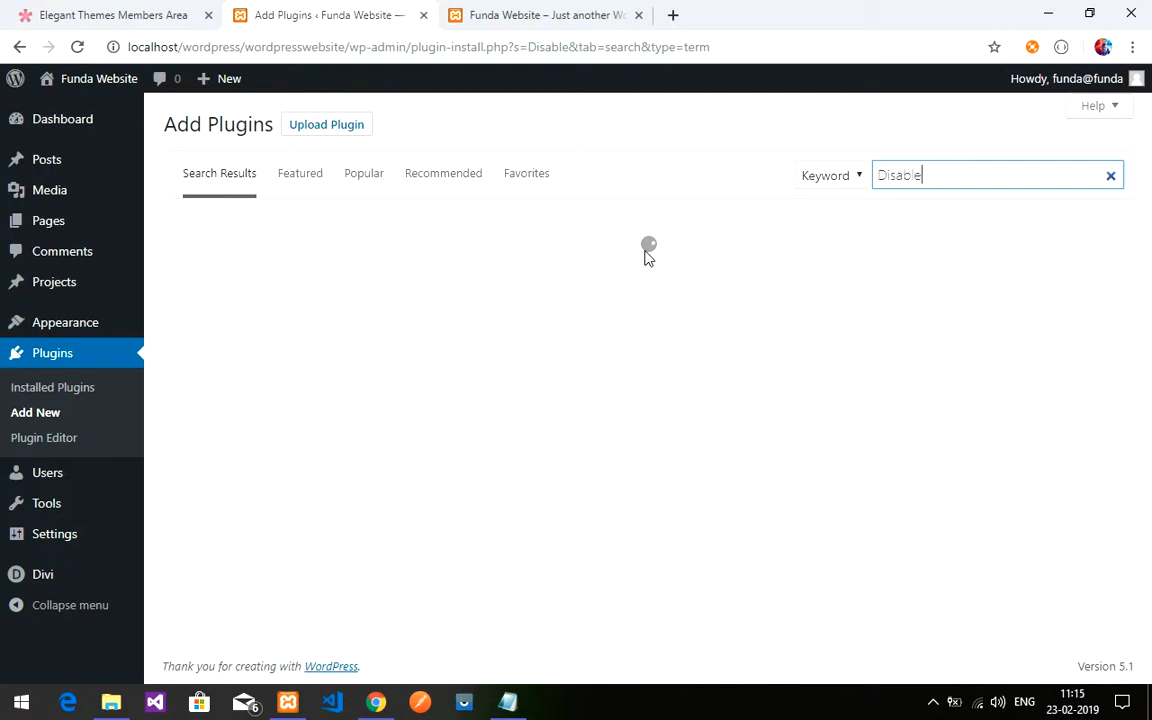 Elegant Themes Members Area
Add Plugins ‹ Funda Website —
Funda Website – Just another Wo
localhost/wordpress/wordpresswebsite/wp-admin/plugin-install.php?s=Disable&tab=search&type=term
Funda Website
0
New
Howdy, funda@funda
Help
Dashboard
Posts
Media
Pages
Comments
Projects
Appearance
Plugins
Installed Plugins
Add New
Plugin Editor
Users
Tools
Settings
Divi
Collapse menu
Add Plugins
Upload Plugin
Search Results
Featured
Popular
Recommended
Favorites
Keyword
Disable
Thank you for creating with WordPress.
Version 5.1
6
ENG
11:15
23-02-2019